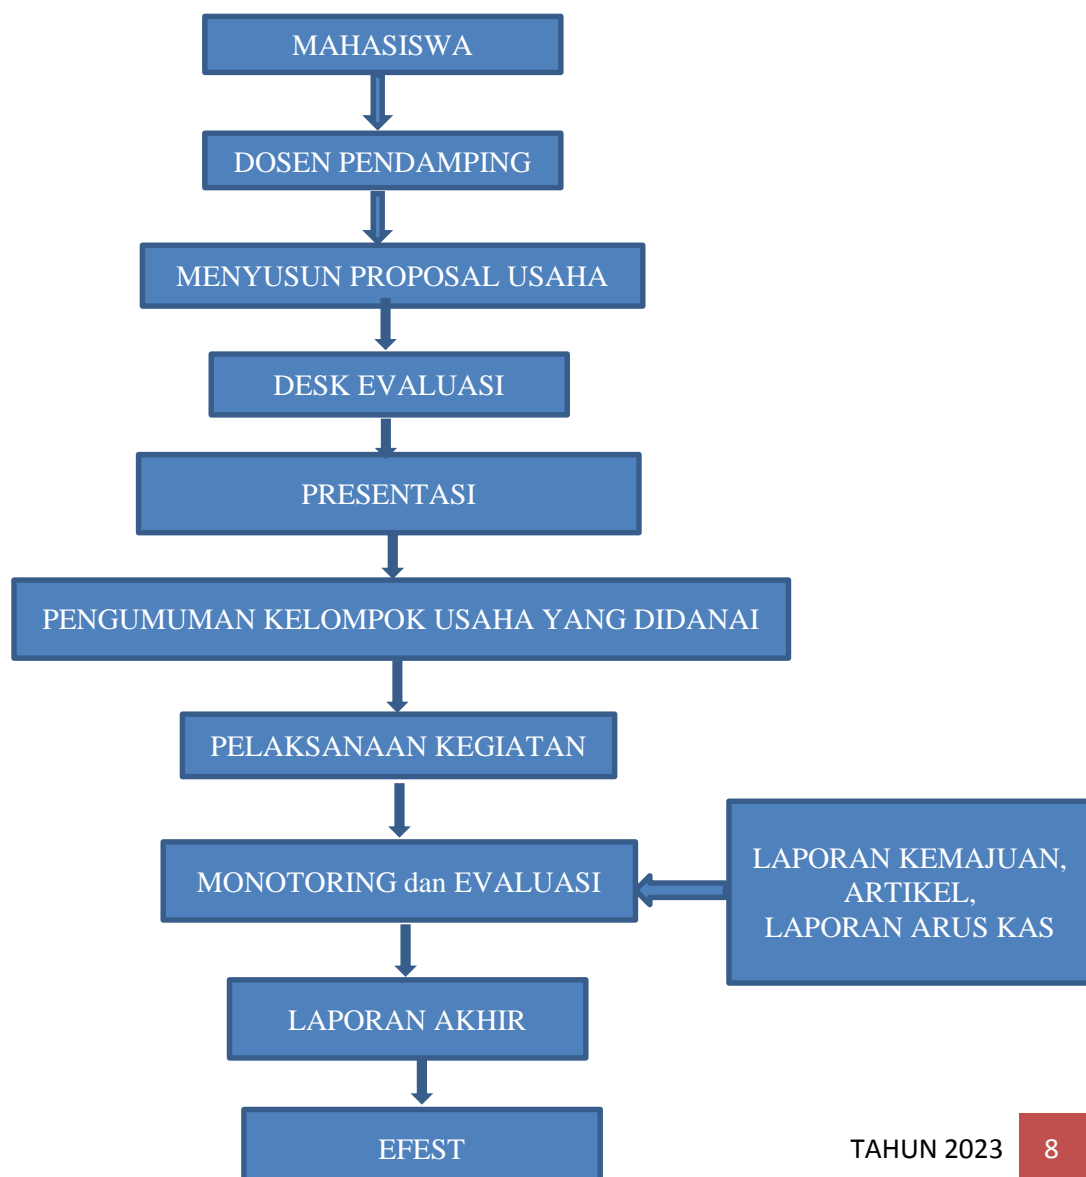 MAHASISWA
DOSEN PENDAMPING
MENYUSUN PROPOSAL USAHA
DESK EVALUASI
PRESENTASI
PENGUMUMAN KELOMPOK USAHA YANG DIDANAI
PELAKSANAAN KEGIATAN
MONOTORING dan EVALUASI
LAPORAN KEMAJUAN,
ARTIKEL,
LAPORAN ARUS KAS
LAPORAN AKHIR
EFEST
TAHUN 2023 8